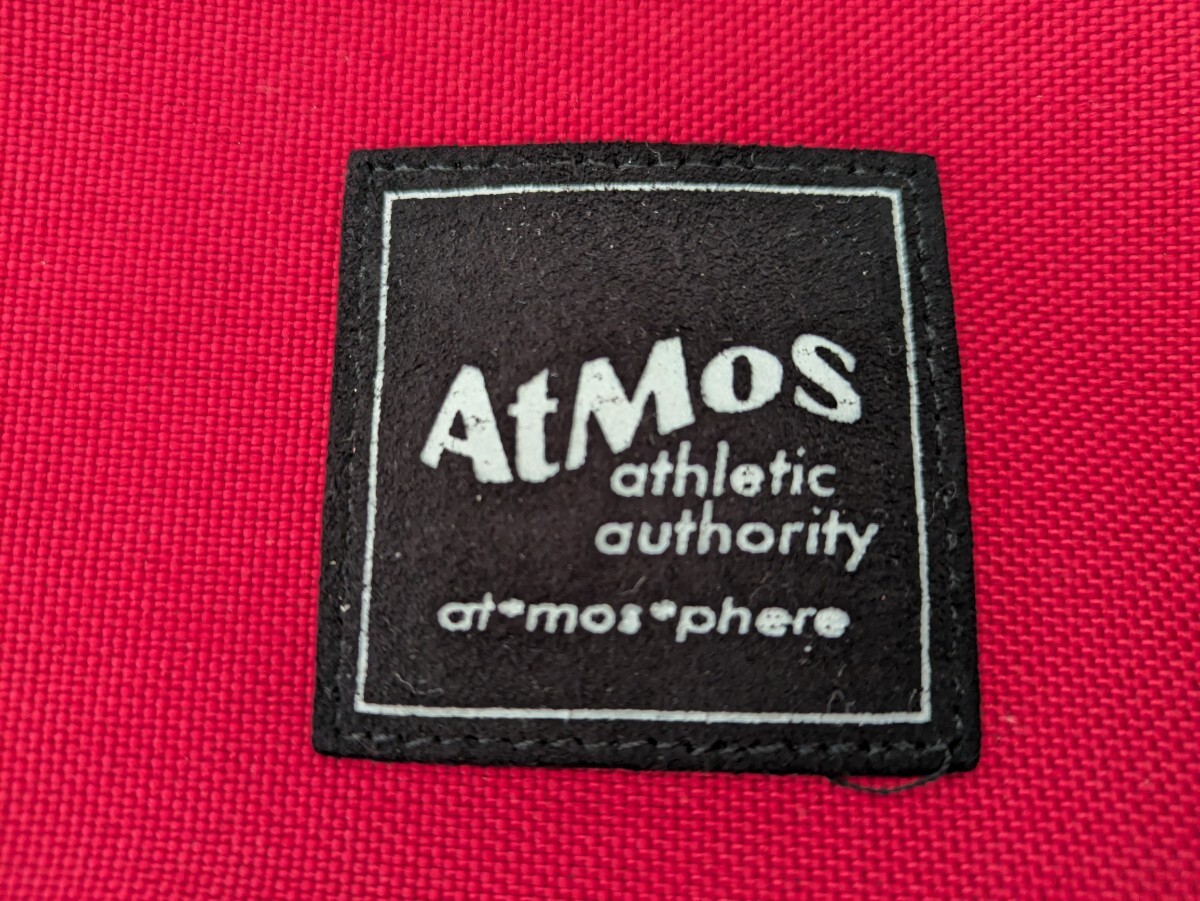 AtMos
athletic
authority
at*mos*phere